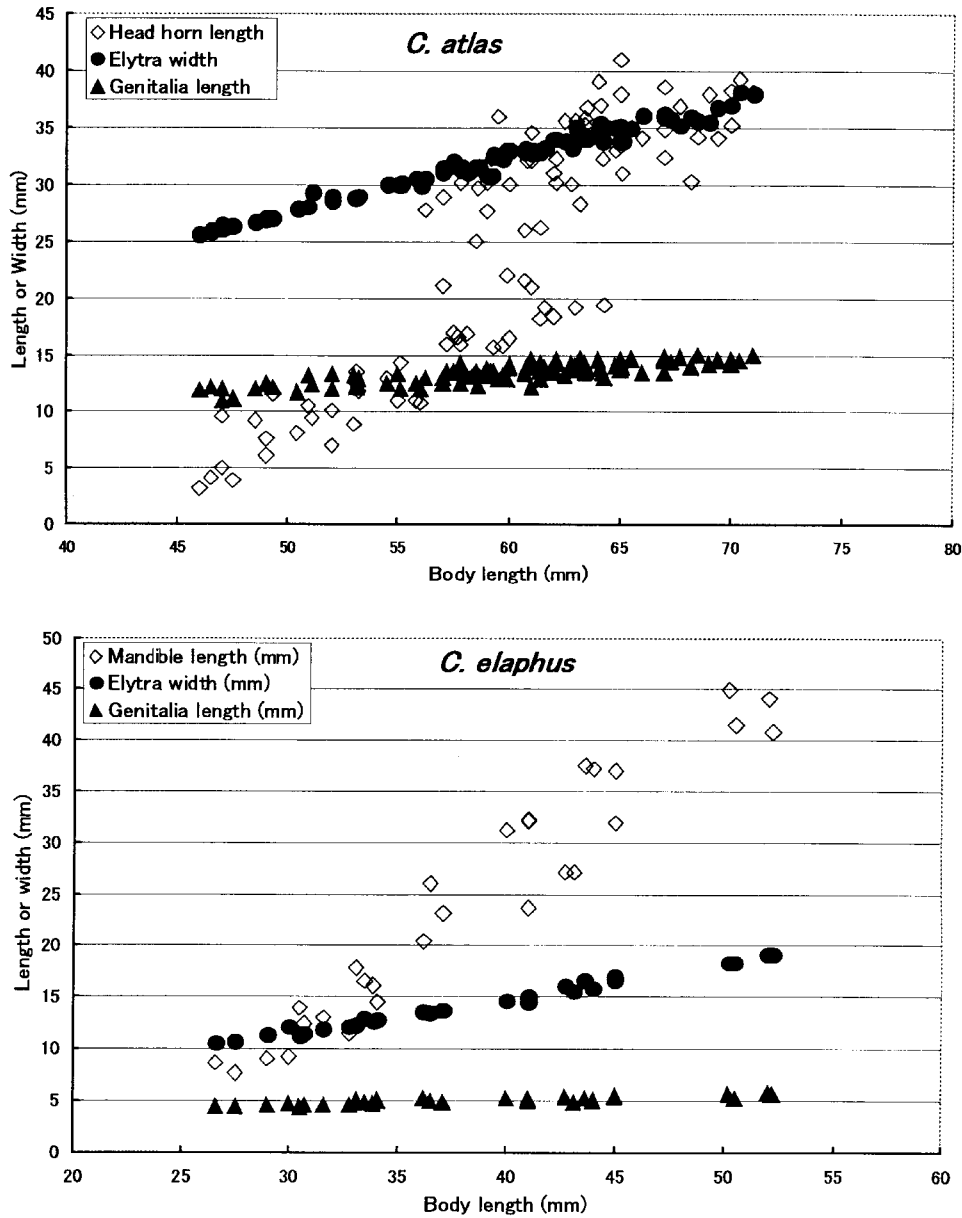 45
40
35
30
25
20
15
10
5
0
Length or Width (mm)
◇ Head horn length
● Elytra width
▲ Genitalia length
C. atlas
40 45 50 55 60 65 70 75 80
Body length (mm)
50
45
40
35
30
25
20
15
10
5
0
Length or width (mm)
◇ Mandible length (mm)
● Elytra width (mm)
▲ Genitalia length (mm)
C. elaphus
20 25 30 35 40 45 50 55 60
Body length (mm)